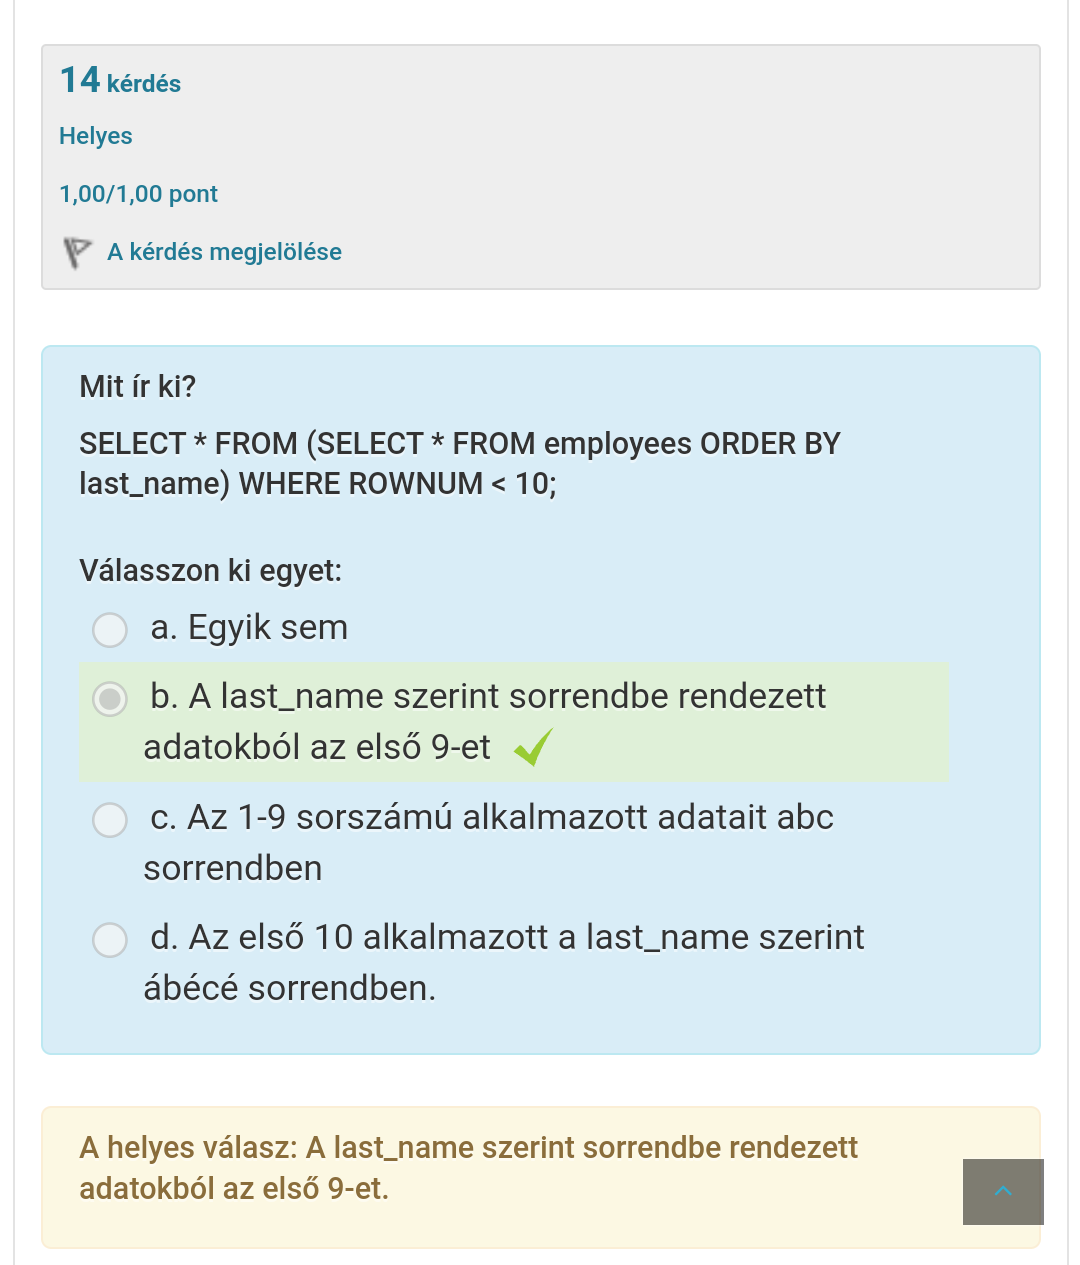 14 kérdés
Helyes
1,00/1,00 pont
A kérdés megjelölése
Mit ír ki?
SELECT * FROM (SELECT * FROM employees ORDER BY
last_name) WHERE ROWNUM < 10;
Válasszon ki egyet:
a. Egyik sem
b. A last_name szerint sorrendbe rendezett
adatokból az első 9-et
c. Az 1-9 sorszámú alkalmazott adatait abc
sorrendben
d. Az első 10 alkalmazott a last_name szerint
ábécé sorrendben.
A helyes válasz: A last_name szerint sorrendbe rendezett
adatokból az első 9-et.